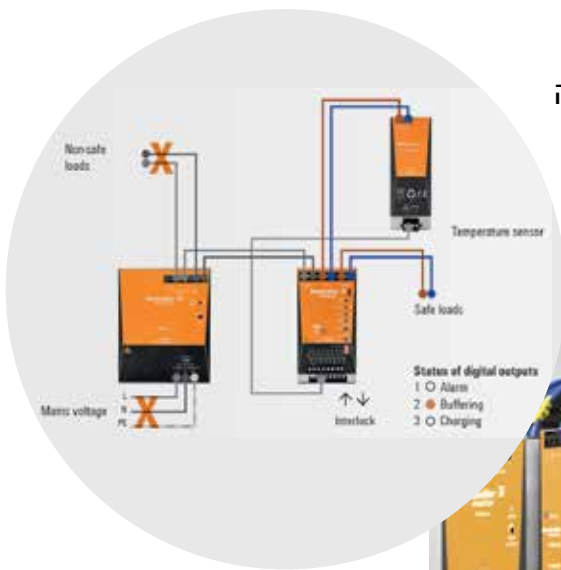 Non-safe
loads
Temperature sensor
Safe loads
Status of digital outputs
1 Alarm
2 Buffering
3 Charging
Interlock
L
N
PE
Mains voltage